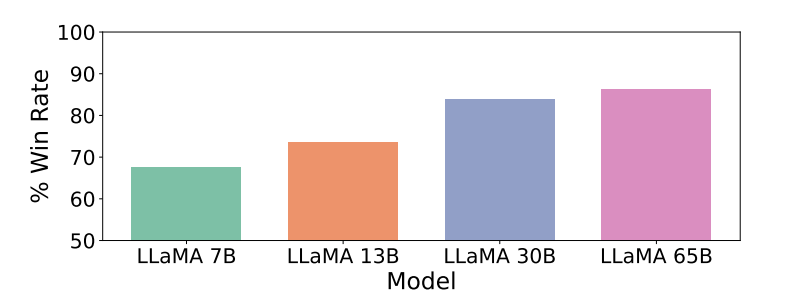 100
90
80
70
60
50
% Win Rate
LLaMA 7B
LLaMA 13B
LLaMA 30B
LLaMA 65B
Model